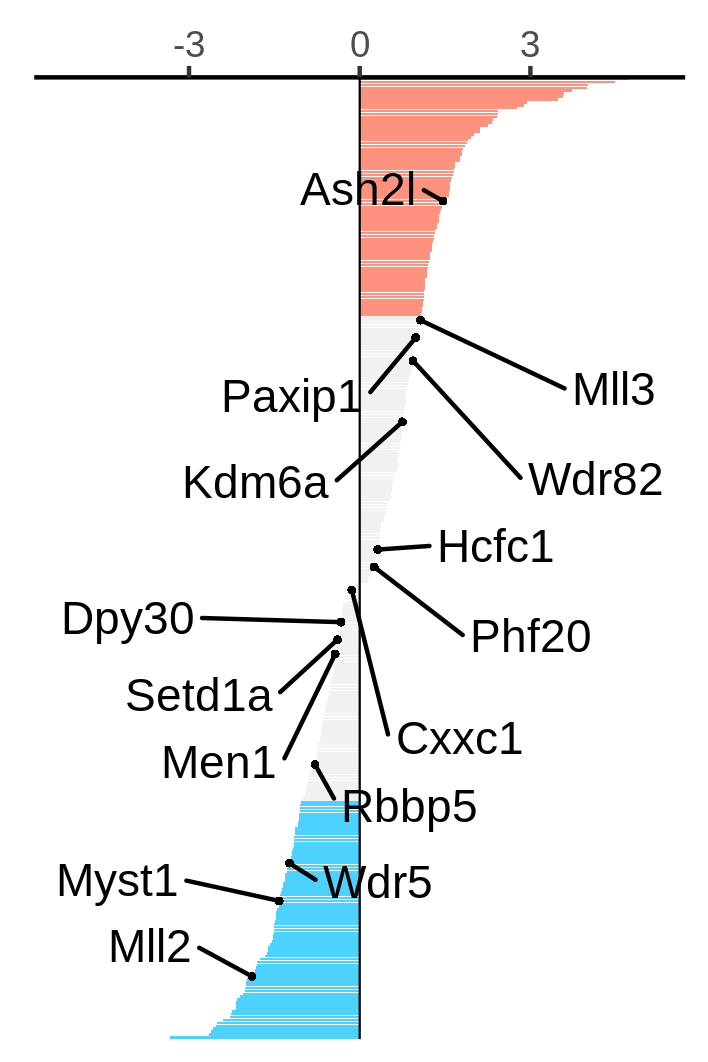 -3 0 3
Ash2l
Mll3
Paxip1
Wdr82
Kdm6a
Hcfc1
Dpy30
Phf20
Setd1a
Cxxc1
Men1
Rbbp5
Myst1
Wdr5
Mll2